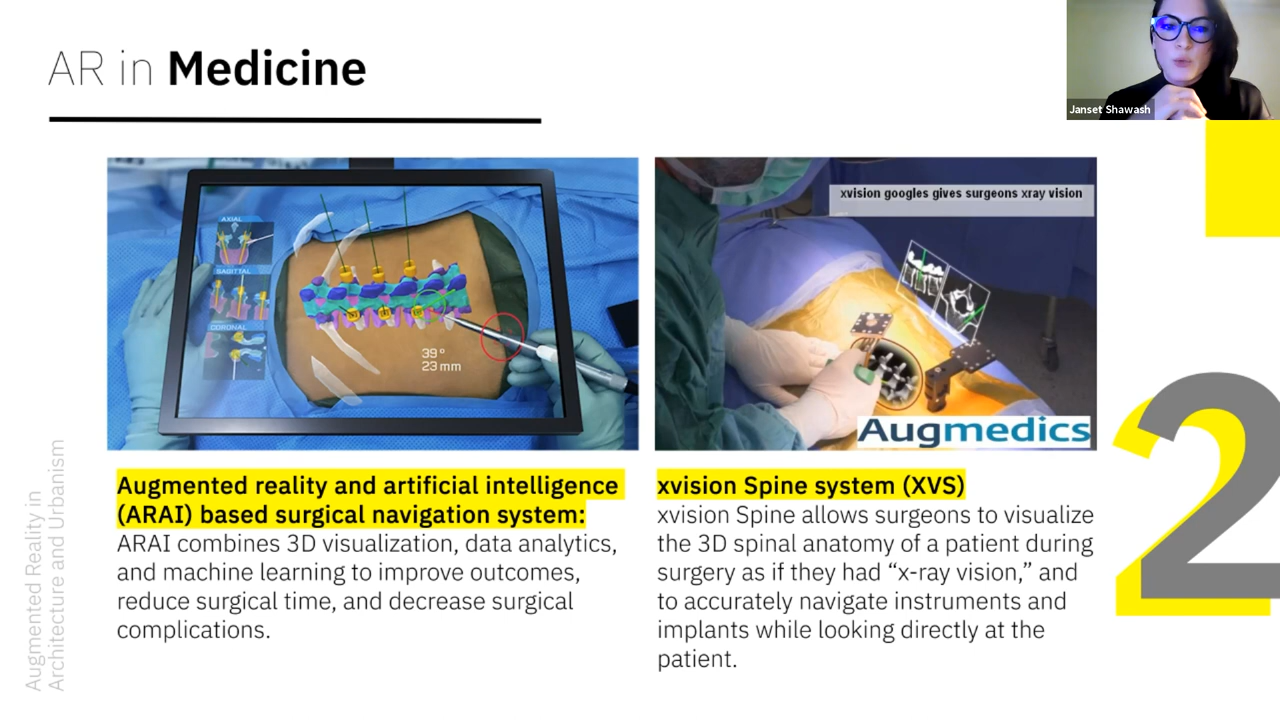 AR in Medicine
Janset Shawash
AXIAL
SAGITTAL
CORONAL
39°
23 mm
xvision googles gives surgeons xray vision
Augmedics
Augmented reality and artificial intelligence
(ARAI) based surgical navigation system:
ARAI combines 3D visualization, data analytics,
and machine learning to improve outcomes,
reduce surgical time, and decrease surgical
complications.
xvision Spine system (XVS)
xvision Spine allows surgeons to visualize
the 3D spinal anatomy of a patient during
surgery as if they had “x-ray vision,” and
to accurately navigate instruments and
implants while looking directly at the
patient.
2
Augmented Reality in
Architecture and Urbanism